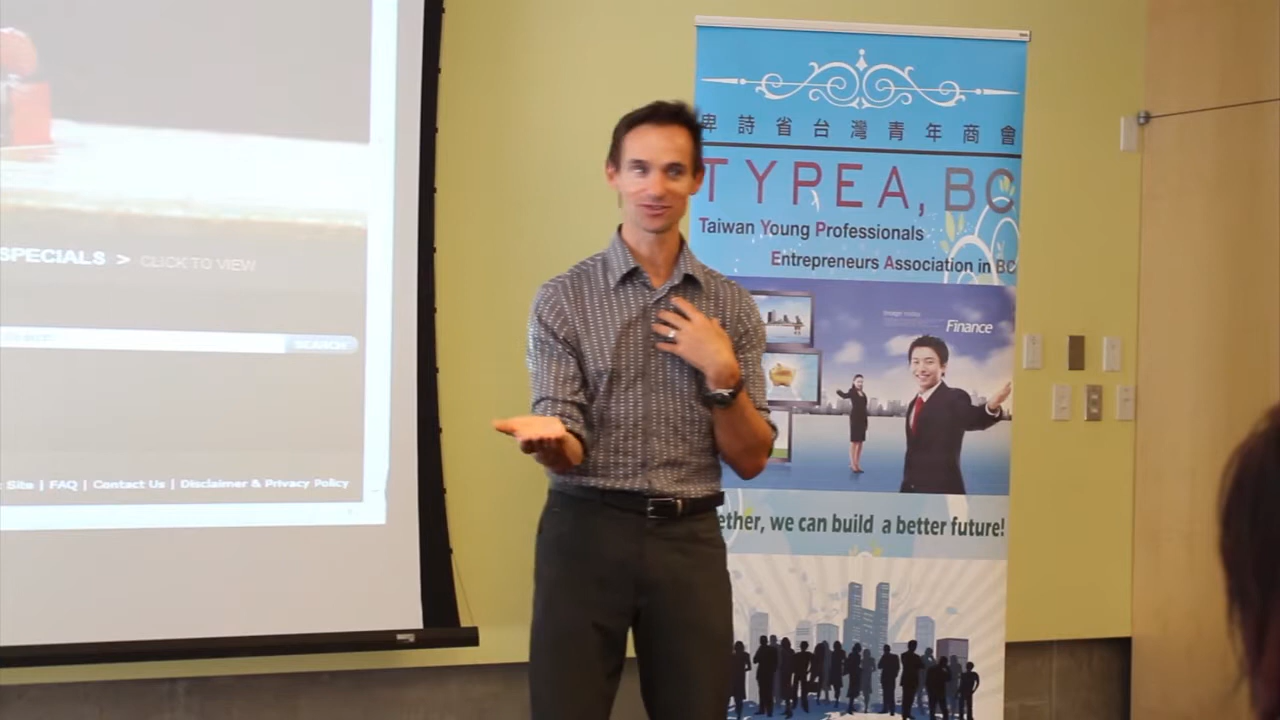 SPECIALS > CLICK TO VIEW
SEARCH
Site | FAQ | Contact Us | Disclaimer & Privacy Policy
卑詩省台灣青年商會
TYPEA, BC
Taiwan Young Professionals
Entrepreneurs Association in BC
Finance
ether, we can build a better future!